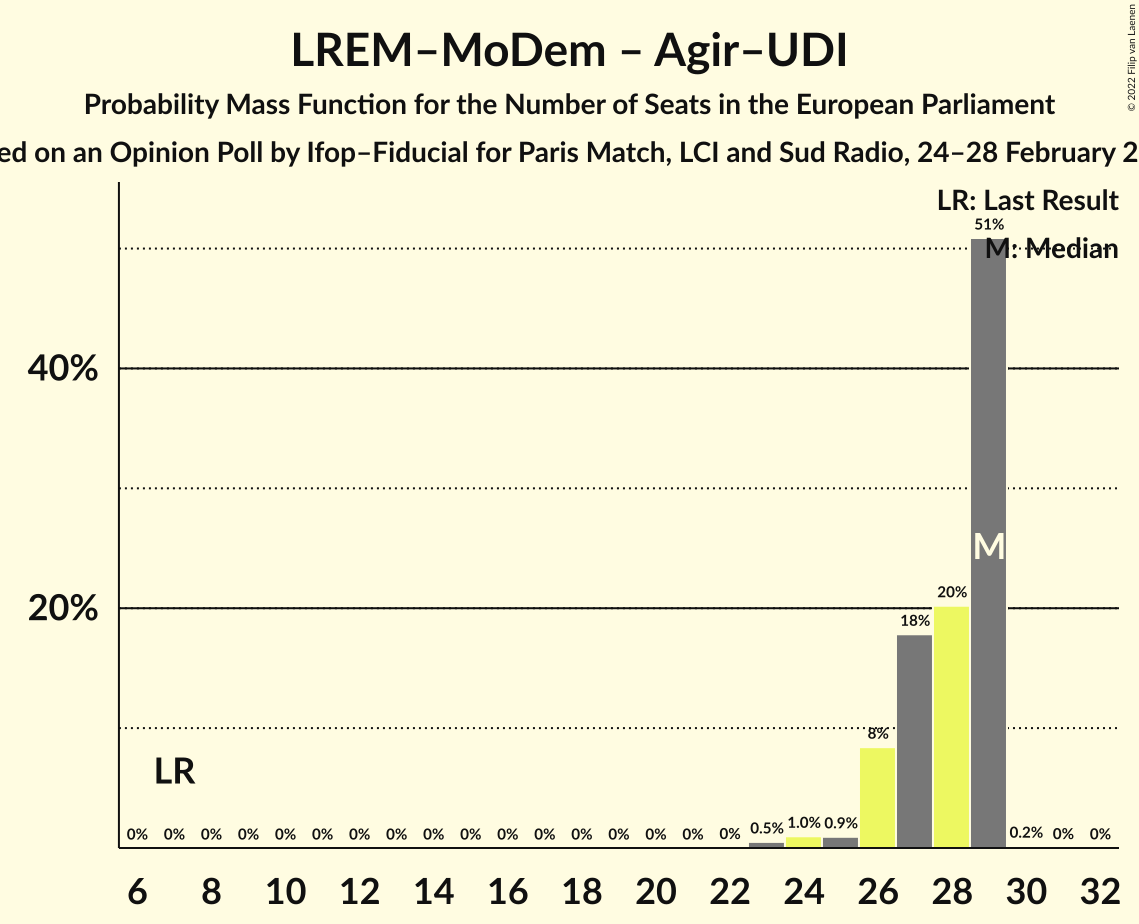 LREM–MoDem – Agir–UDI
Probability Mass Function for the Number of Seats in the European Parliament
on an Opinion Poll by Ifop–Fiducial for Paris Match, LCI and Sud Radio, 24–28 February
© 2022 Filip van Laenen
LR: Last Result
51%
M: Median
40%
M
20%
20%
18%
8%
LR
0% 0% 0% 0% 0% 0% 0% 0% 0% 0% 0% 0% 0% 0% 0% 0% 0% 0.5% 1.0% 0.9% 0.2% 0% 0%
6 8 10 12 14 16 18 20 22 24 26 28 30 32